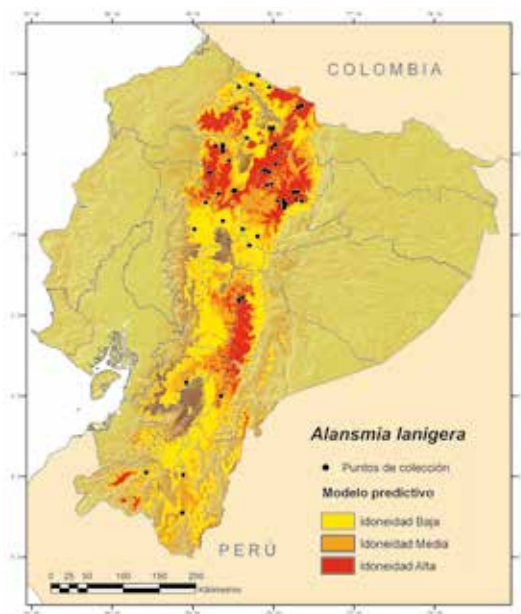 COLOMBIA
Alansmia lanigera
Puntos de colección
Modelo predictivo
Idoneidad Baja
Idoneidad Media
Idoneidad Alta
PERÚ
0 25 50 100 150 200
Kilómetros